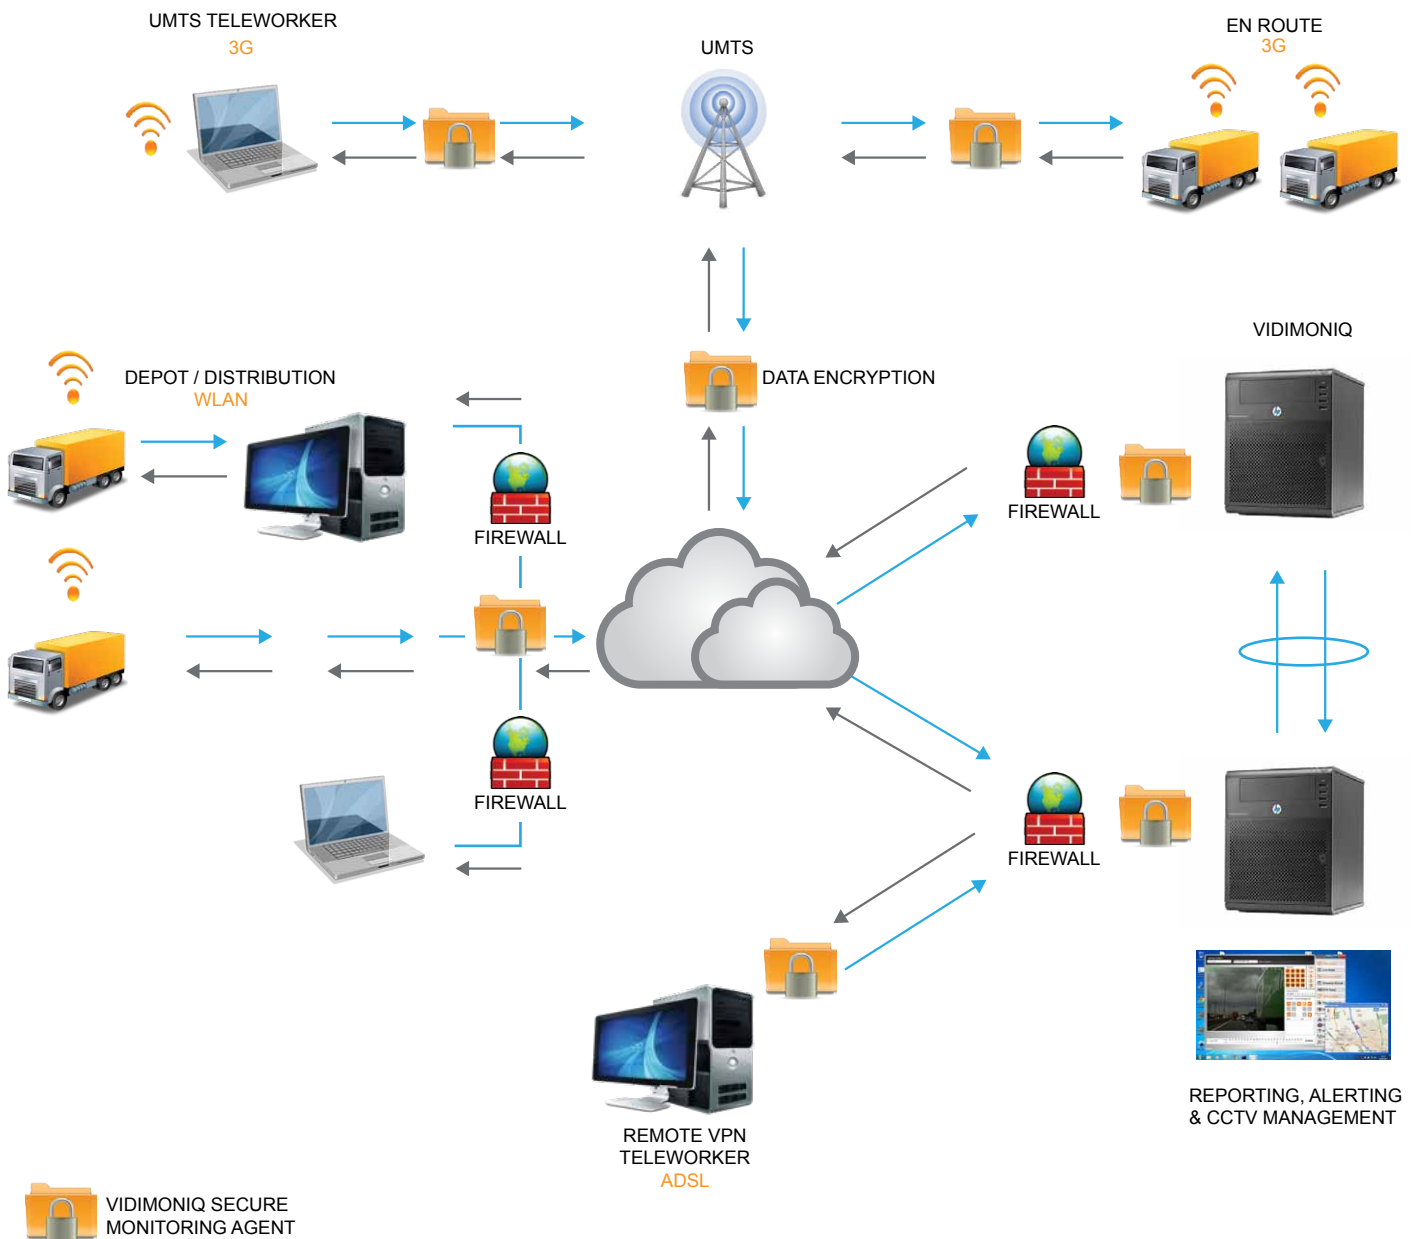 UMTS TELEWORKER
3G
UMTS
EN ROUTE
3G
VIDIMONIQ
DEPOT / DISTRIBUTION
WLAN
DATA ENCRYPTION
FIREWALL
FIREWALL
FIREWALL
FIREWALL
REPORTING, ALERTING
& CCTV MANAGEMENT
REMOTE VPN
TELEWORKER
ADSL
VIDIMONIQ SECURE
MONITORING AGENT